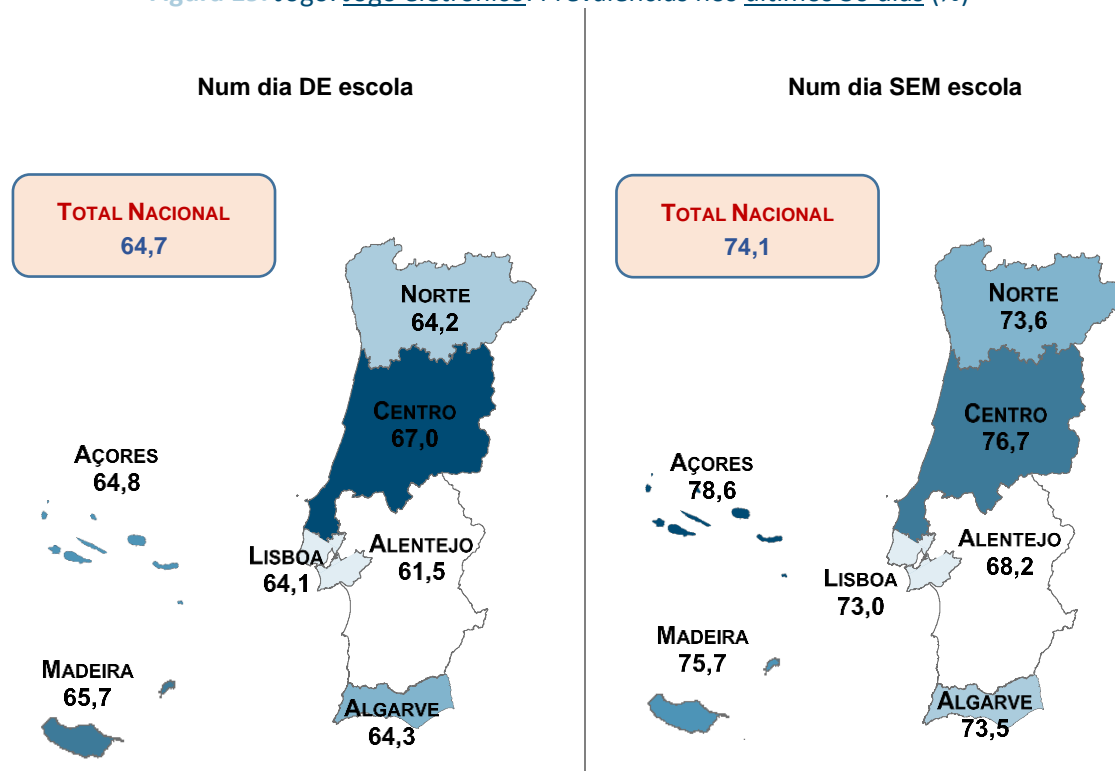 Num dia DE escola
TOTAL NACIONAL
64,7
NORTE
64,2
CENTRO
67,0
AÇORES
64,8
LISBOA
64,1
ALENTEJO
61,5
MADEIRA
65,7
ALGARVE
64,3
Num dia SEM escola
TOTAL NACIONAL
74,1
NORTE
73,6
CENTRO
76,7
AÇORES
78,6
ALENTEJO
68,2
LISBOA
73,0
MADEIRA
75,7
ALGARVE
73,5